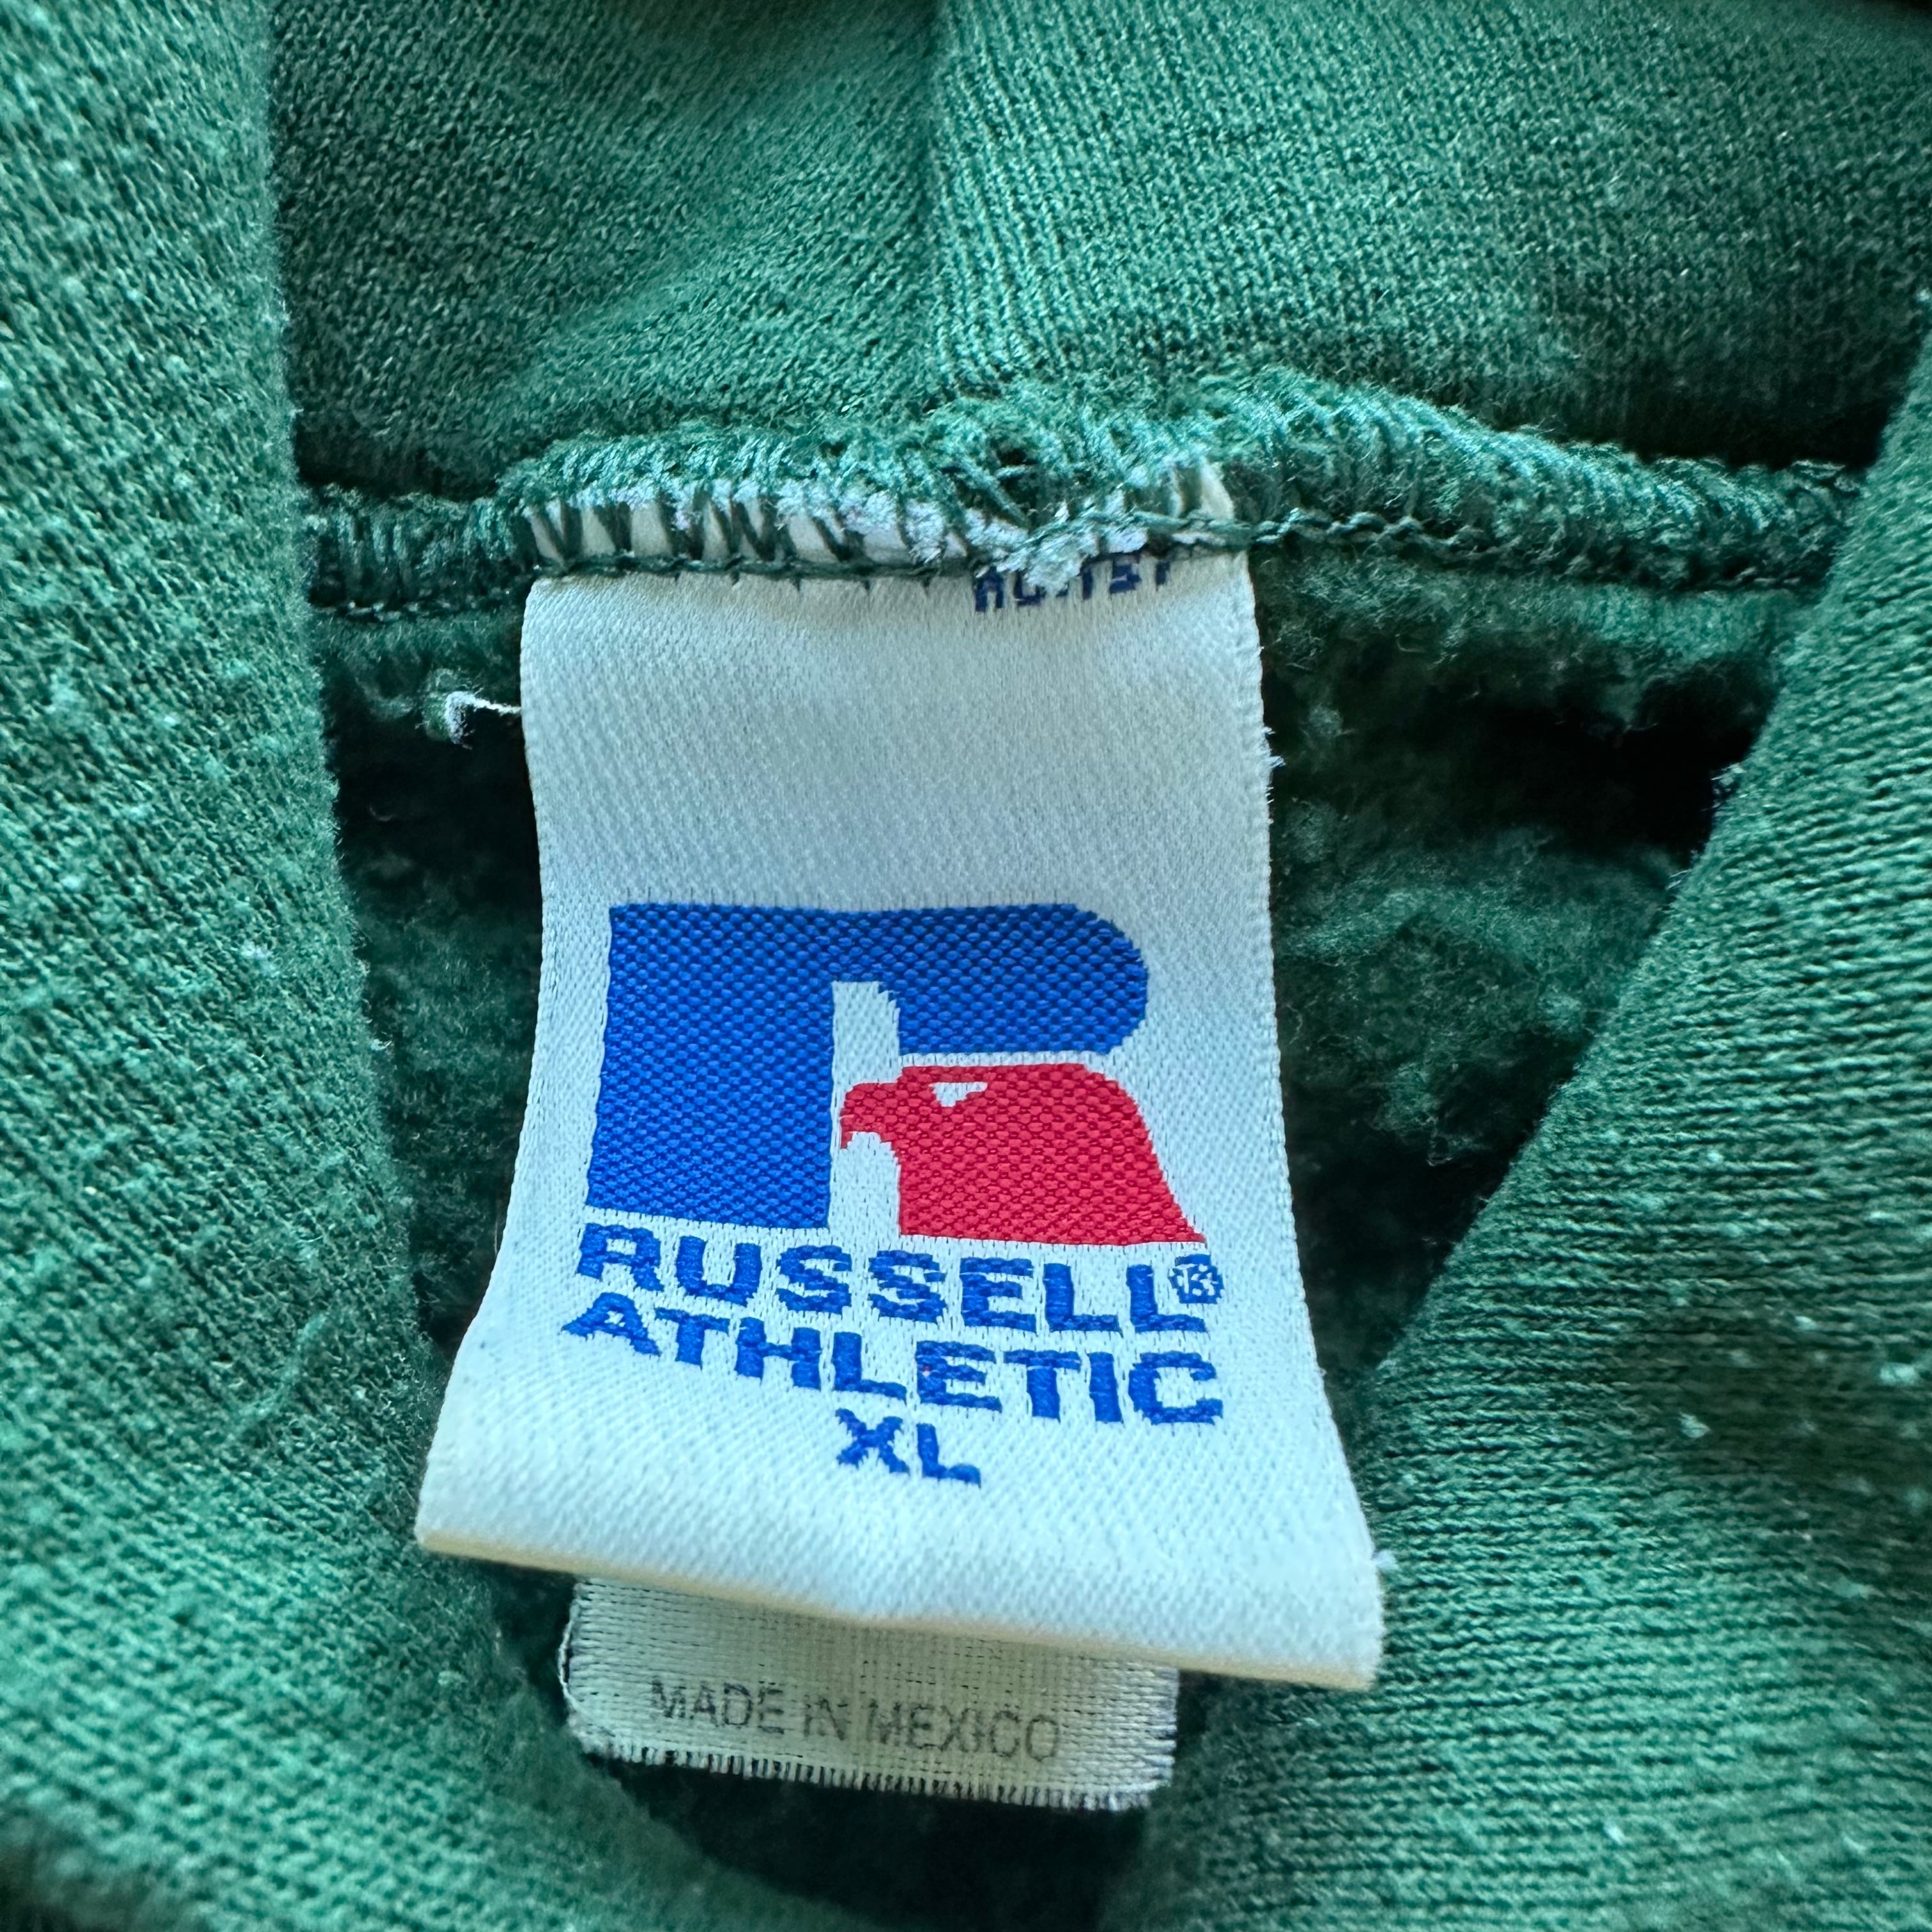 RUSSELL®
ATHLETIC
XL
MADE IN MEXICO